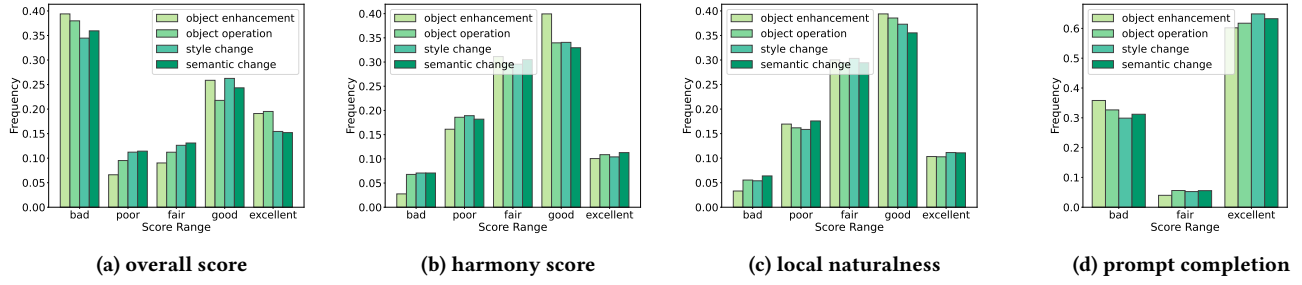 object enhancement
object operation
style change
semantic change
Frequency
0.40
0.35
0.30
0.25
0.20
0.15
0.10
0.05
0.00
bad poor fair good excellent
Score Range
(a) overall score
object enhancement
object operation
style change
semantic change
Frequency
0.40
0.35
0.30
0.25
0.20
0.15
0.10
0.05
0.00
bad poor fair good excellent
Score Range
(b) harmony score
object enhancement
object operation
style change
semantic change
Frequency
0.40
0.35
0.30
0.25
0.20
0.15
0.10
0.05
0.00
bad poor fair good excellent
Score Range
(c) local naturalness
object enhancement
object operation
style change
semantic change
Frequency
0.6
0.5
0.4
0.3
0.2
0.1
0.0
bad fair excellent
Score Range
(d) prompt completion